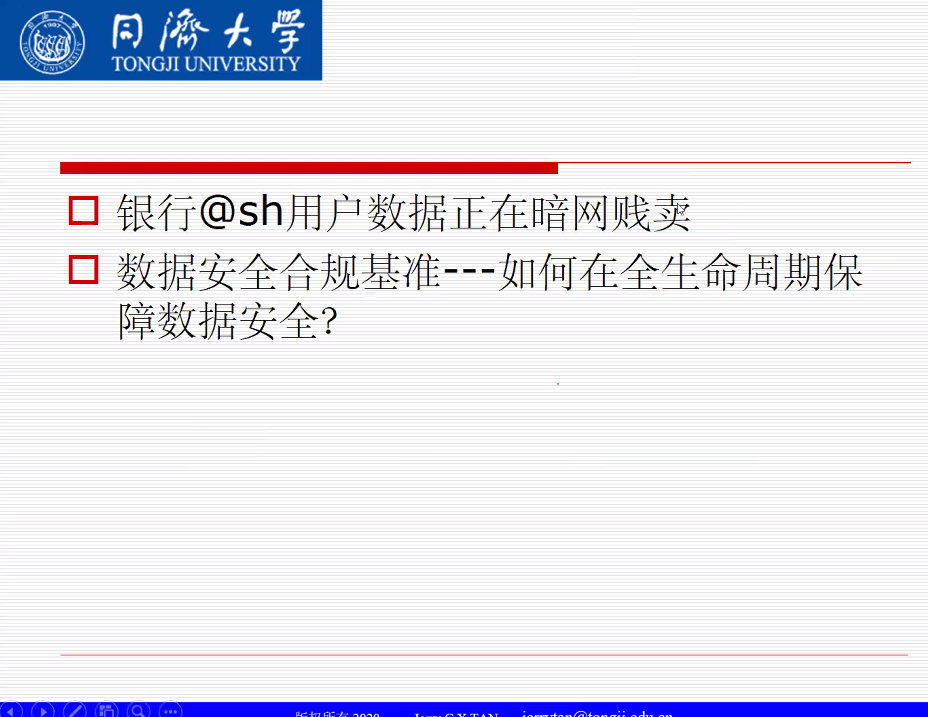 同濟大學
TONGJI UNIVERSITY
银行@sh用户数据正在暗网贱卖
数据安全合规基准---如何在全生命周期保
障数据安全?
版权所有 2020 Jerry C X TAN jerrytan@tongji.edu.cn